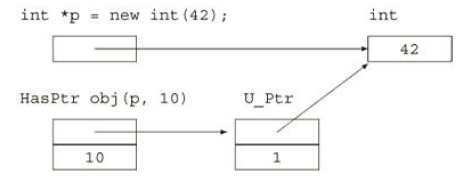 int *p = new int(42);    int
42
HasPtr obj(p, 10)    U_Ptr
10    1